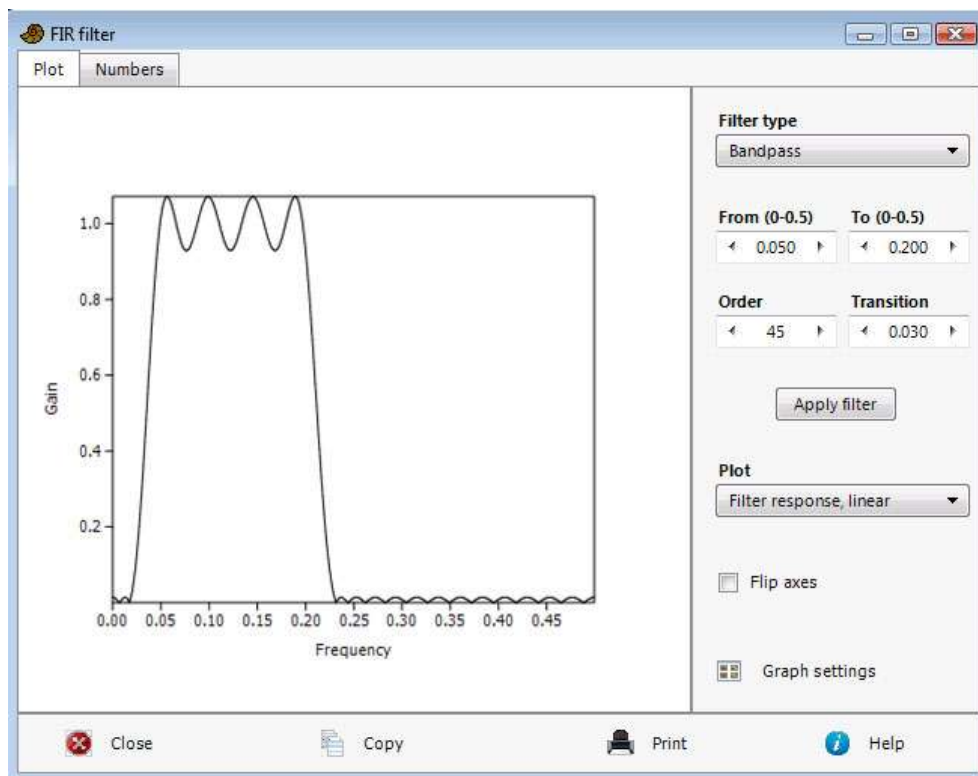 FIR filter
Plot Numbers
Filter type
Bandpass
From (0-0.5) To (0-0.5)
0.050 0.200
Order Transition
45 0.030
Apply filter
Plot
Filter response, linear
Flip axes
Graph settings
1.0
0.8
0.6
0.4
0.2
Gain
0.00 0.05 0.10 0.15 0.20 0.25 0.30 0.35 0.40 0.45
Frequency
Close Copy Print Help